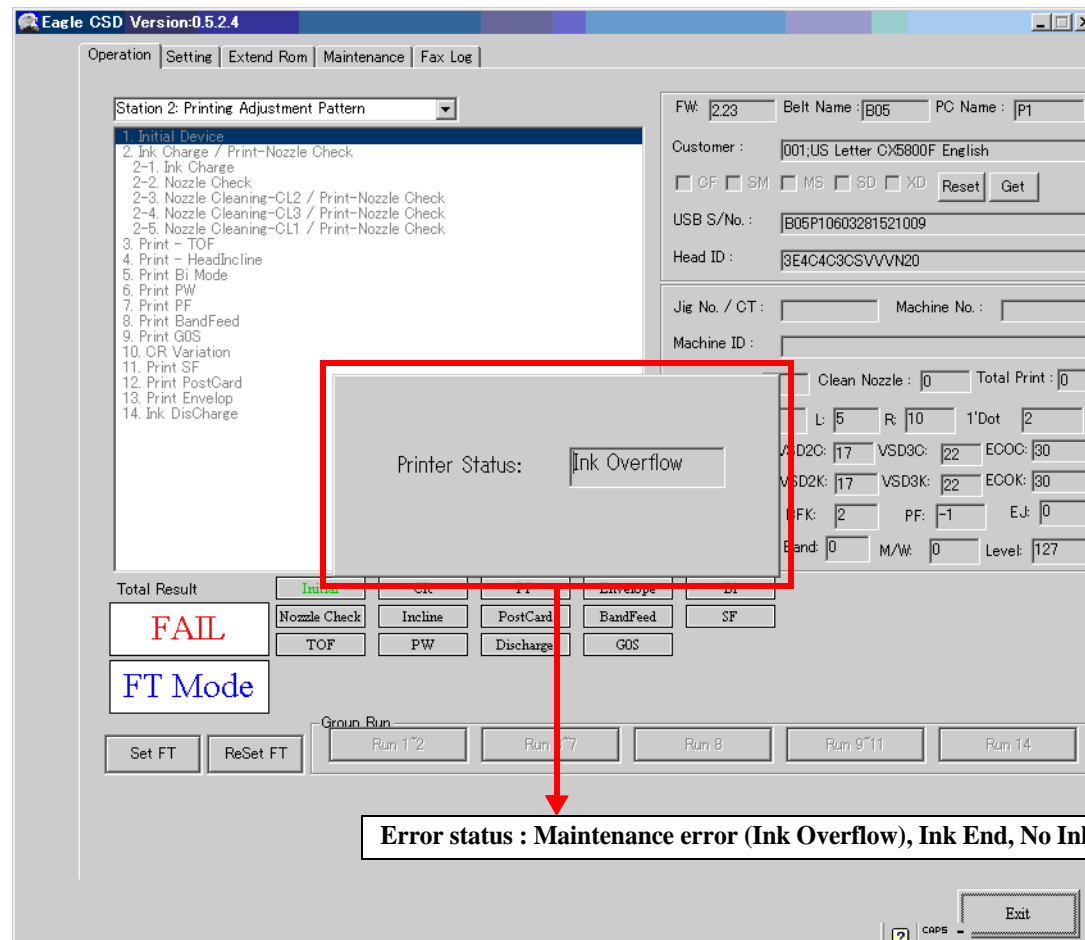 Eagle CSD Version:0.5.2.4
Operation Setting Extend Rom Maintenance Fax Log
Station 2: Printing Adjustment Pattern
1. Initial Device
2. Ink Charge / Print-Nozzle Check
2-1. Ink Charge
2-2. Nozzle Check
2-3. Nozzle Cleaning-CL2 / Print-Nozzle Check
2-4. Nozzle Cleaning-CL3 / Print-Nozzle Check
2-5. Nozzle Cleaning-CL1 / Print-Nozzle Check
3. Print - TOF
4. Print - HeadIncline
5. Print Bi Mode
6. Print PW
7. Print PF
8. Print BandFeed
9. Print G0S
10. CR Variation
11. Print SF
12. Print PostCard
13. Print Envelop
14. Ink DisCharge
FW: 2.23 Belt Name : B05 PC Name : P1
Customer : 001;US Letter CX5800F English
CF SM MS SD XD Reset Get
USB S/No. : B05P10603281521009
Head ID : 3E4C4C3CSVVVN20
Jig No. / CT : Machine No. :
Machine ID :
Clean Nozzle : 0 Total Print : 0
L: 5 R: 10 1'Dot 2
VSD2C: 17 VSD3C: 22 ECOC: 30
VSD2K: 17 VSD3K: 22 ECOK: 30
BFK: 2 PF: -1 EJ: 0
Band: 0 M/W: 0 Level: 127
Printer Status: Ink Overflow
Total Result
FAIL
FT Mode
Initial CR PF Envelope BI
Nozzle Check Incline PostCard BandFeed SF
TOF PW Discharge G0S
Set FT ReSet FT
Group Run
Run 1~2 Run 3~7 Run 8 Run 9~11 Run 14
Error status : Maintenance error (Ink Overflow), Ink End, No Ink
Exit
CAPS